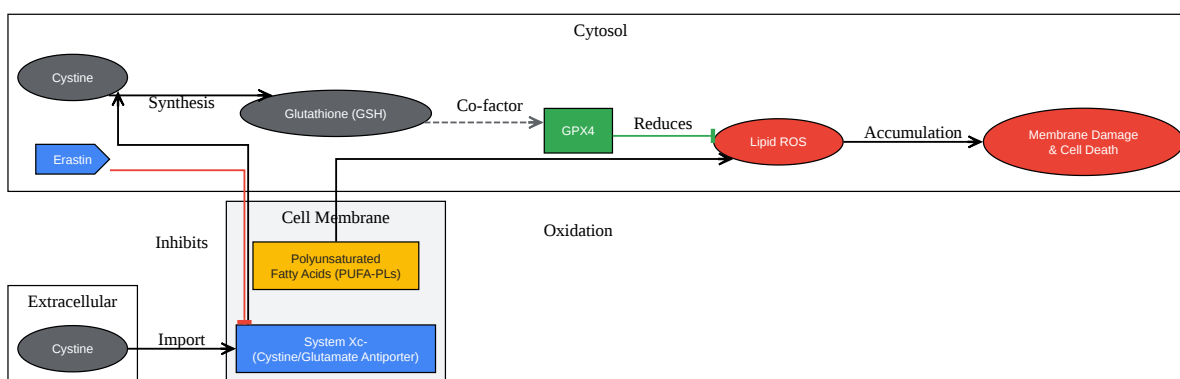 Cytosol
Cystine
Synthesis
Glutathione (GSH)
Co-factor
GPX4
Reduces
Lipid ROS
Accumulation
Membrane Damage
& Cell Death
Erastin
Inhibits
Cell Membrane
Oxidation
Polyunsaturated
Fatty Acids (PUFA-PLs)
Extracellular
Cystine
Import
System Xc-
(Cystine/Glutamate Antiporter)